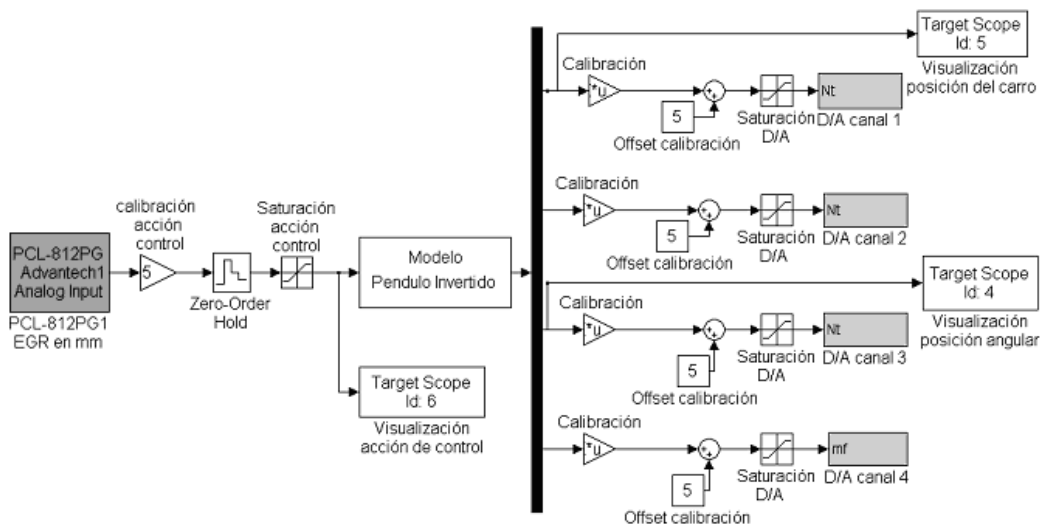 PCL-812PG
Advantech1
Analog Input
PCL-812PG1
EGR en mm
calibración
acción
control
5
Zero-Order
Hold
Saturación
acción
control
Modelo
Pendulo Invertido
Target Scope
Id: 6
Visualización
acción de control
Target Scope
Id: 5
Visualización
posición del carro
Calibración
*u
5
Offset calibración
Saturación
D/A
Nt
D/A canal 1
Calibración
*u
5
Offset calibración
Saturación
D/A
Nt
D/A canal 2
Target Scope
Id: 4
Visualización
posición angular
Calibración
*u
5
Offset calibración
Saturación
D/A
Nt
D/A canal 3
Calibración
*u
5
Offset calibración
Saturación
D/A
mf
D/A canal 4